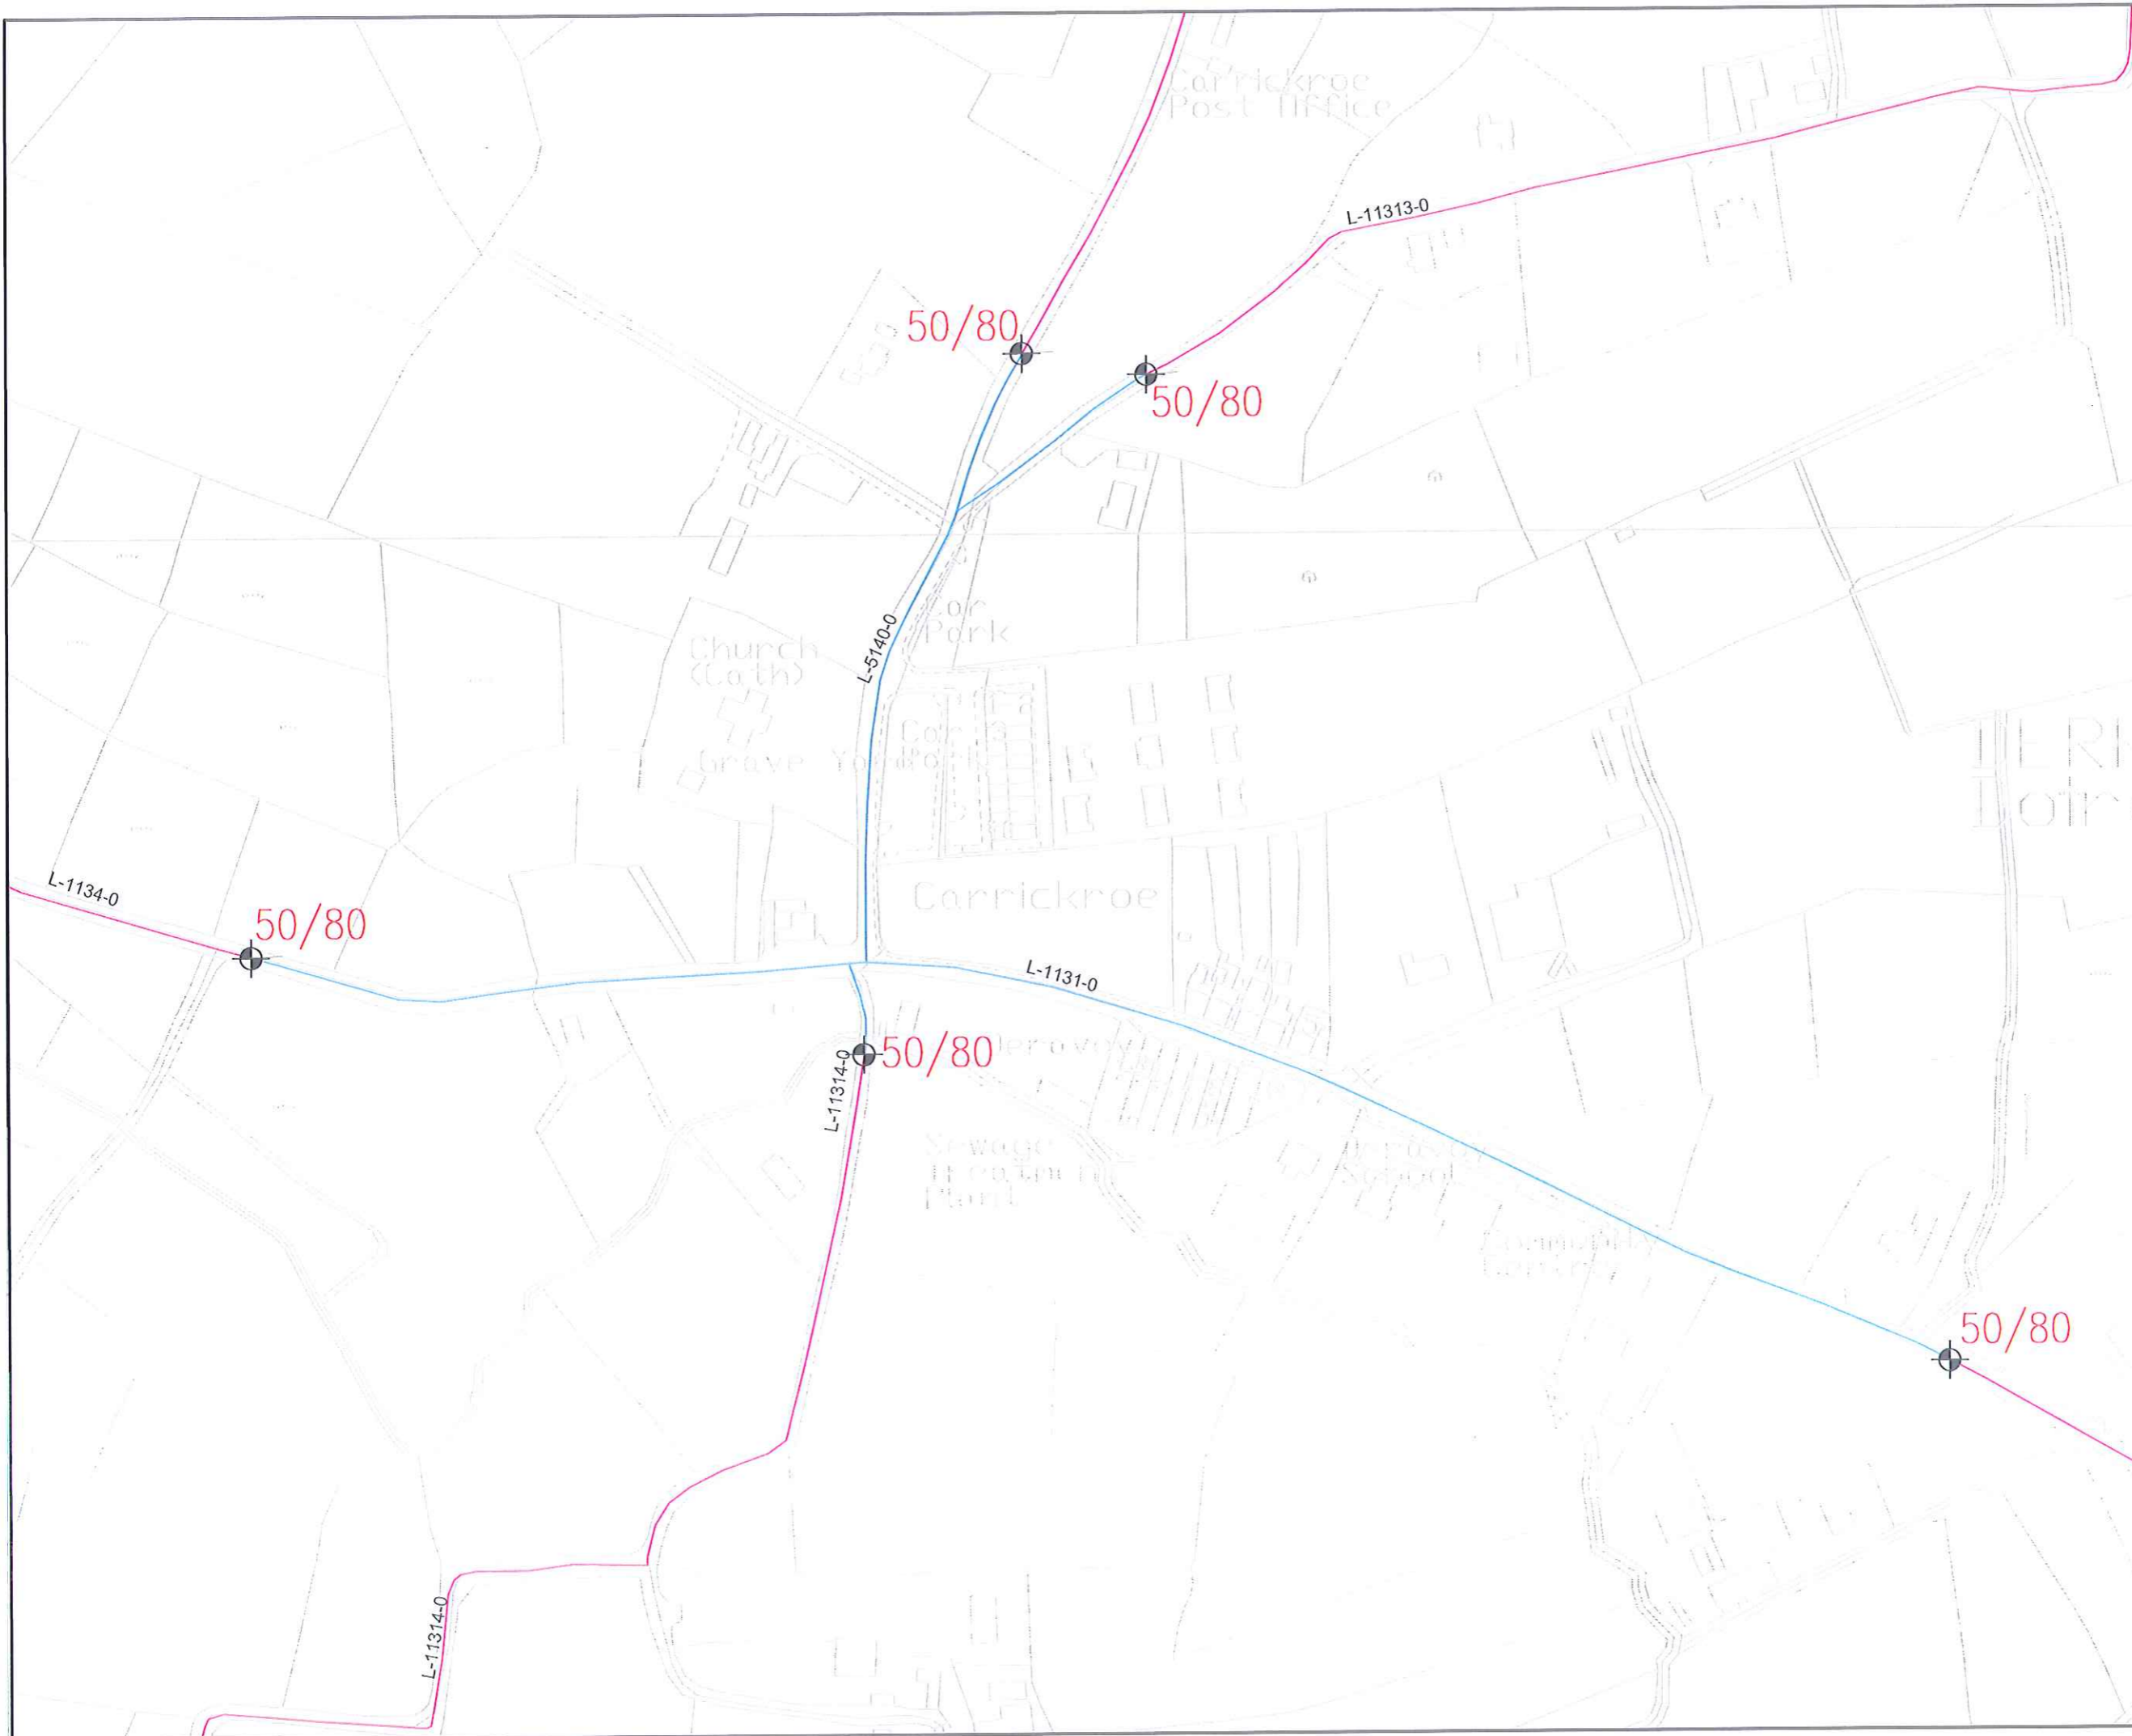 Carrickroe
Post Office
L-11313-0
50/80
50/80
Car
Park
L-5140-0
Church
(Cath)
Grave Yard
L-1134-0
50/80
Carrickroe
L-1131-0
50/80
L-11314-0
Sewage
Treatment
Plant
School
50/80
L-11314-0